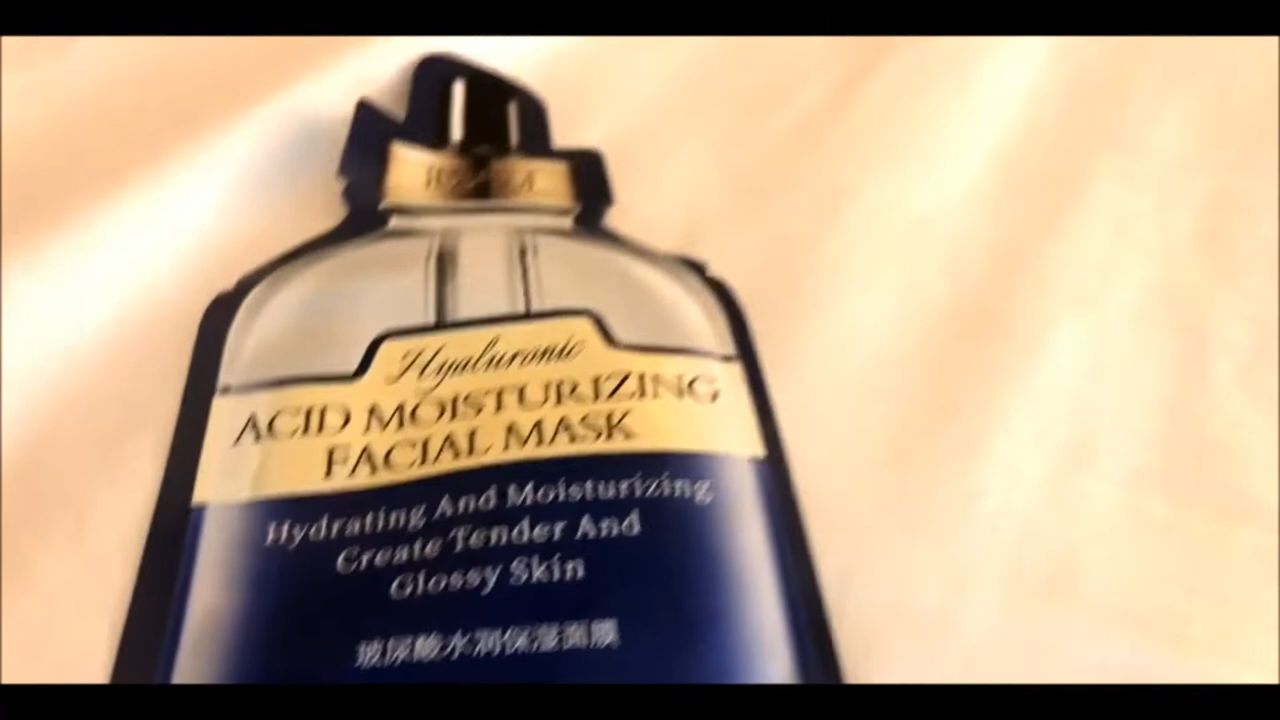 Hyaluronic
ACID MOISTURIZING
FACIAL MASK
Hydrating And Moisturizing
Create Tender And
Glossy Skin
玻尿酸水润保湿面膜